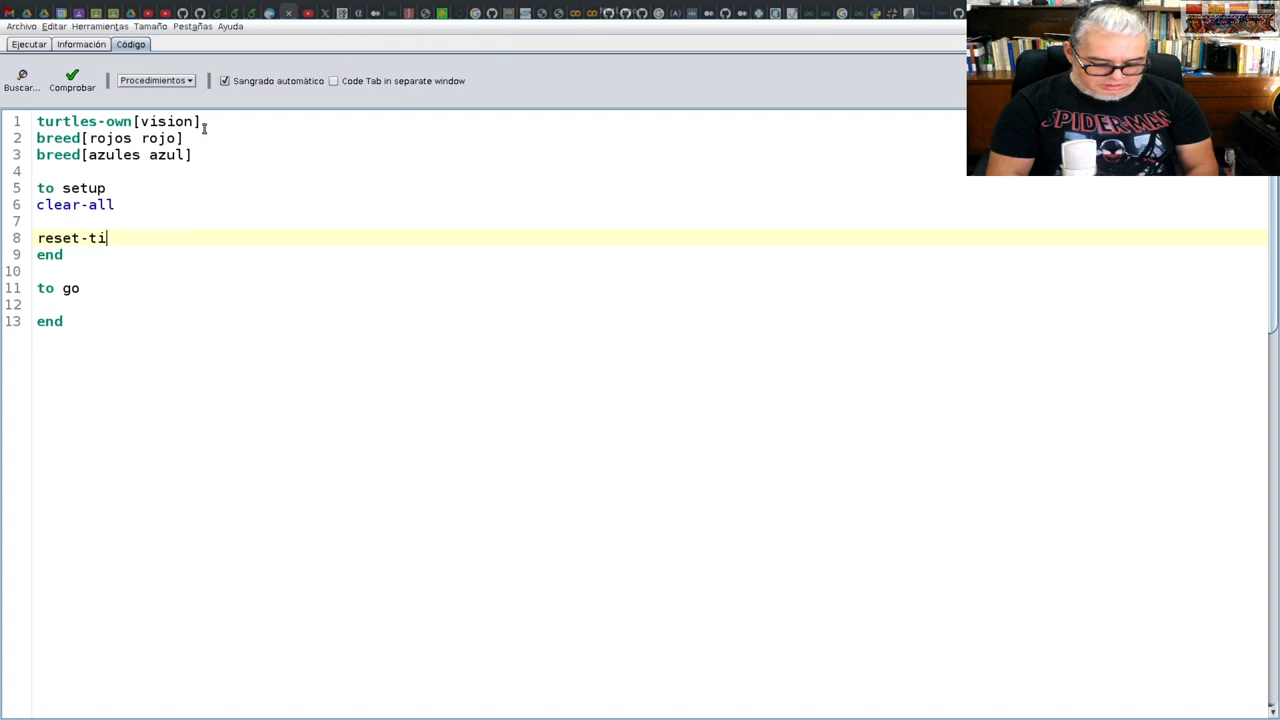 Archivo Editar Herramientas Tamaño Pestañas Ayuda
Ejecutar Información Código
Buscar... Comprobar Procedimientos Sangrado automático Code Tab in separate window
1 turtles-own[vision]
2 breed[rojos rojo]
3 breed[azules azul]
4
5 to setup
6 clear-all
7
8 reset-ti
9 end
10
11 to go
12
13 end
SPIDER-MAN